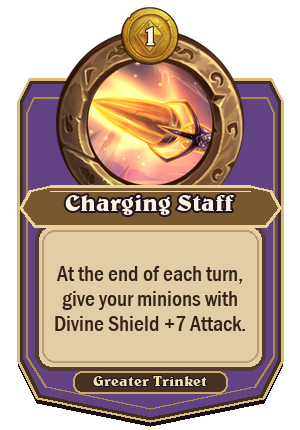 1
Charging Staff
At the end of each turn,
give your minions with
Divine Shield +7 Attack.
Greater Trinket